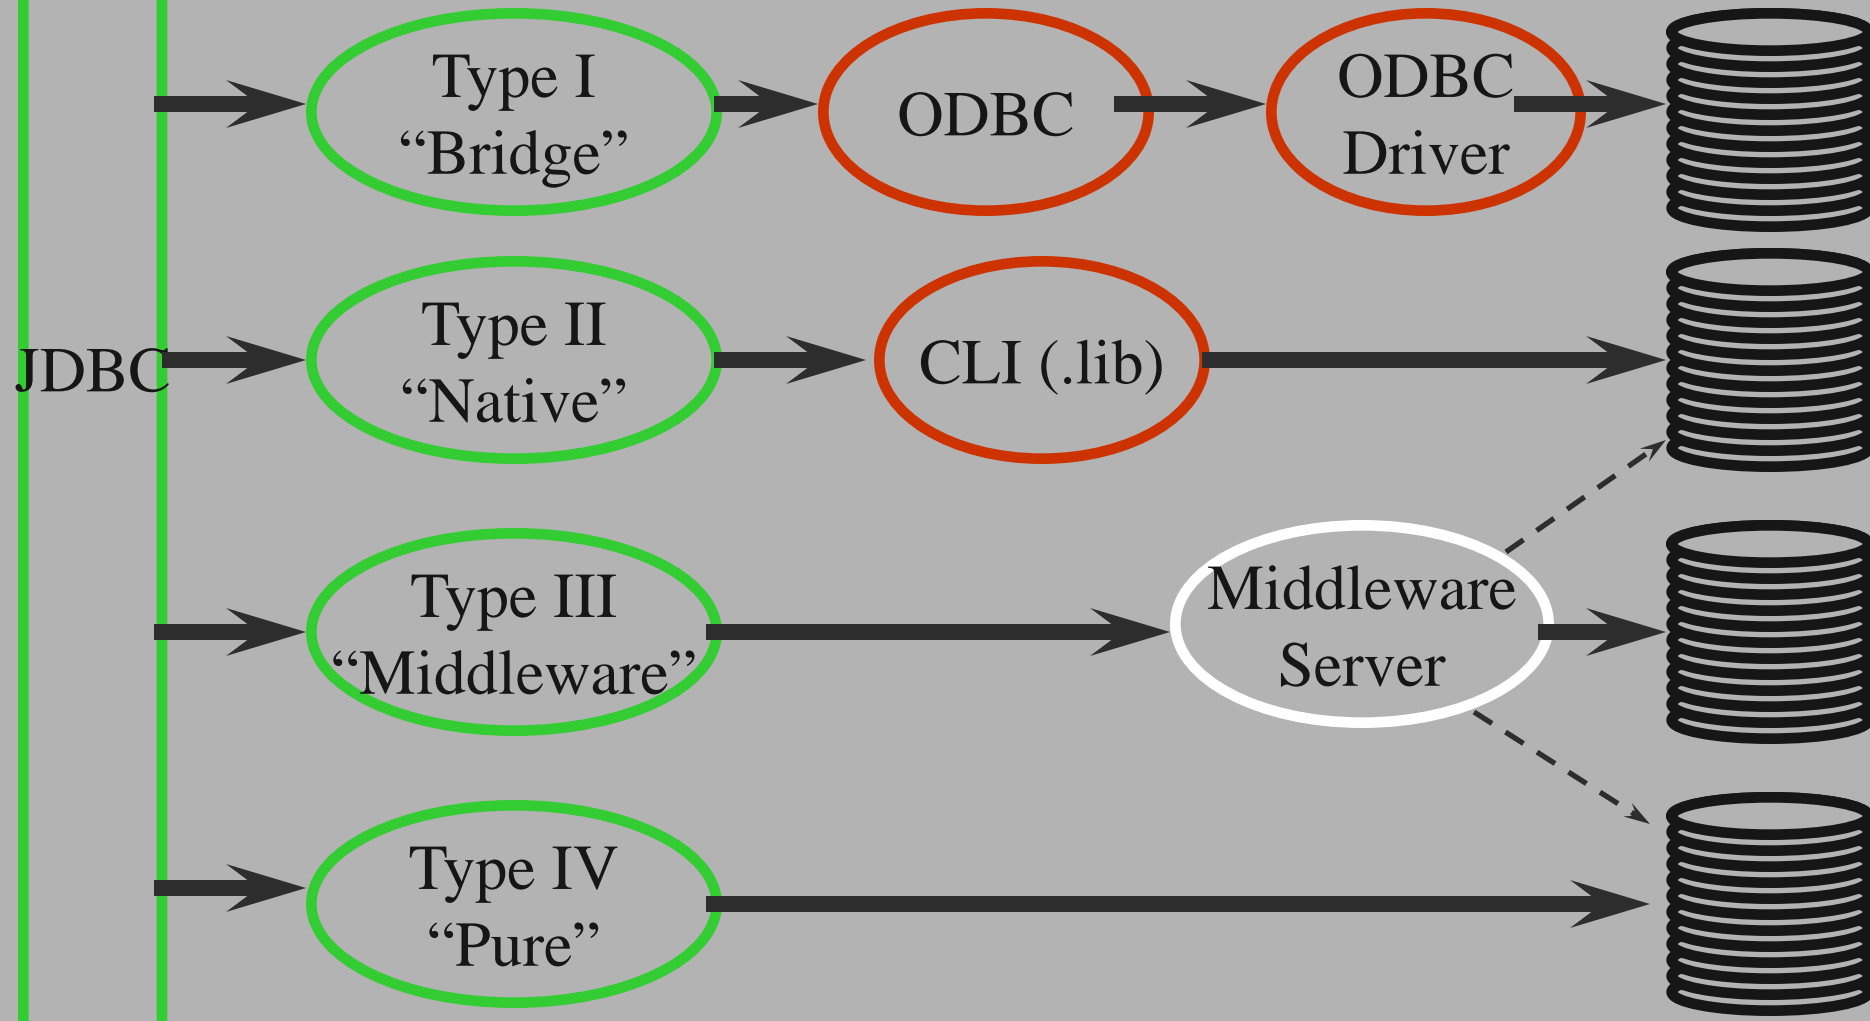 Type I
“Bridge”
ODBC
ODBC
Driver
JDBC
Type II
“Native”
CLI (.lib)
Type III
“Middleware”
Middleware
Server
Type IV
“Pure”